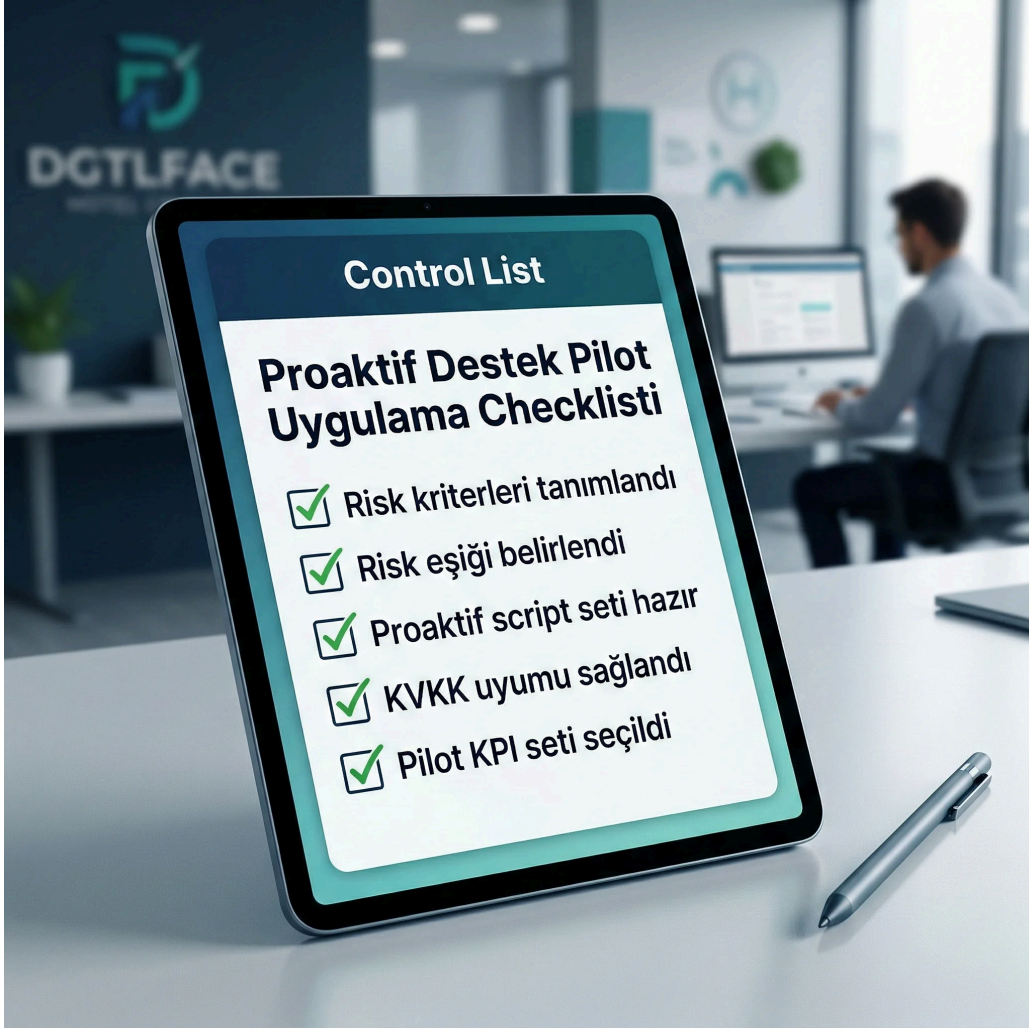 DGTLFACE
HOTEL
Control List
Proaktif Destek Pilot
Uygulama Checklisti
Risk kriterleri tanımlandı
Risk eşiği belirlendi
Proaktif script seti hazır
KVKK uyumu sağlandı
Pilot KPI seti seçildi